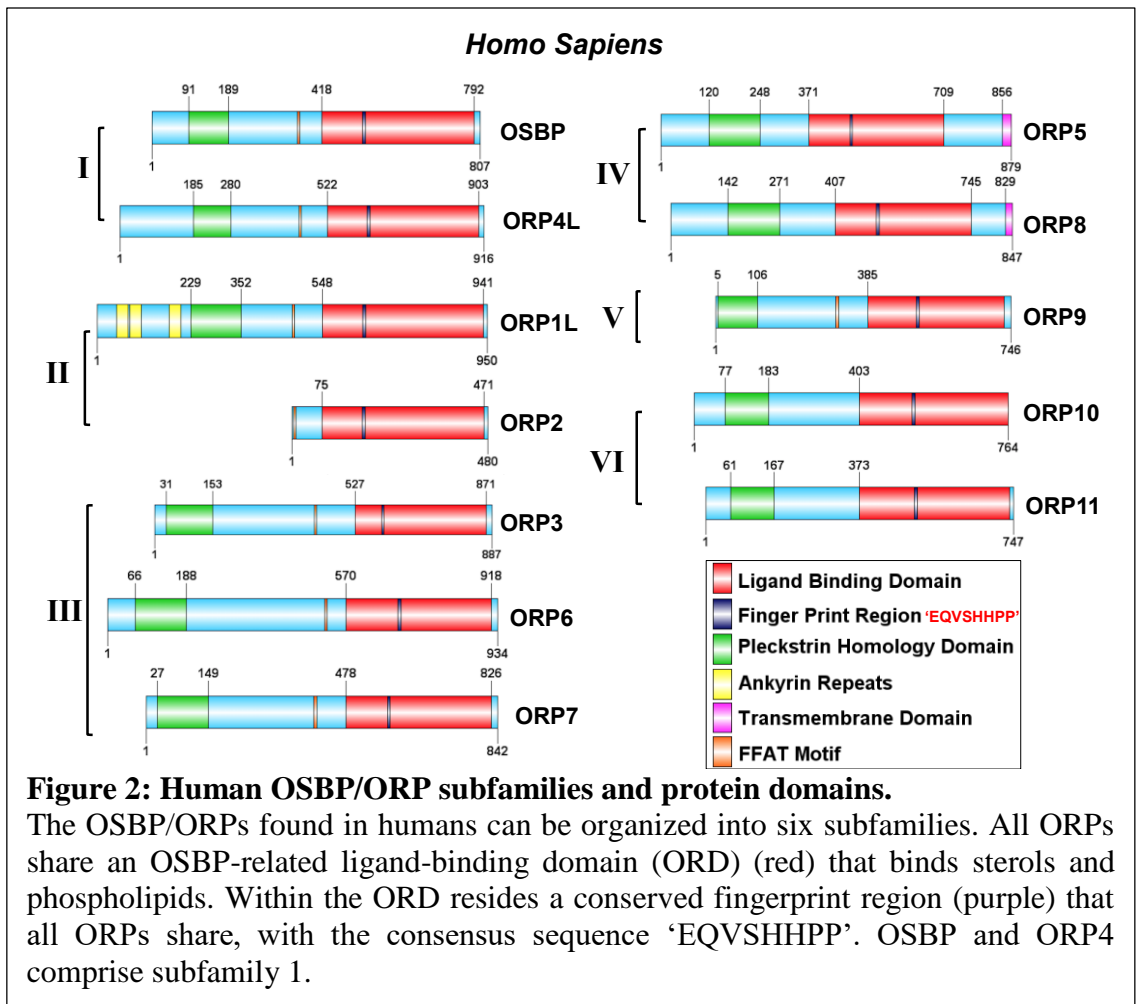 Homo Sapiens
I
91 189 418 792
OSBP
1 807
185 280 522 903
ORP4L
1 916
II
229 352 548 941
ORP1L
1 950
75 471
ORP2
1 480
III
31 153 527 871
ORP3
1 887
66 188 570 918
ORP6
1 934
27 149 478 826
ORP7
1 842
IV
120 248 371 709 856
ORP5
1 879
142 271 407 745 829
ORP8
1 847
V
5 106 385
ORP9
1 746
VI
77 183 403
ORP10
1 764
61 167 373
ORP11
1 747
Ligand Binding Domain
Finger Print Region ‘EQVSHHPP’
Pleckstrin Homology Domain
Ankyrin Repeats
Transmembrane Domain
FFAT Motif
Figure 2: Human OSBP/ORP subfamilies and protein domains.
The OSBP/ORPs found in humans can be organized into six subfamilies. All ORPs
share an OSBP-related ligand-binding domain (ORD) (red) that binds sterols and
phospholipids. Within the ORD resides a conserved fingerprint region (purple) that
all ORPs share, with the consensus sequence ‘EQVSHHPP’. OSBP and ORP4
comprise subfamily 1.